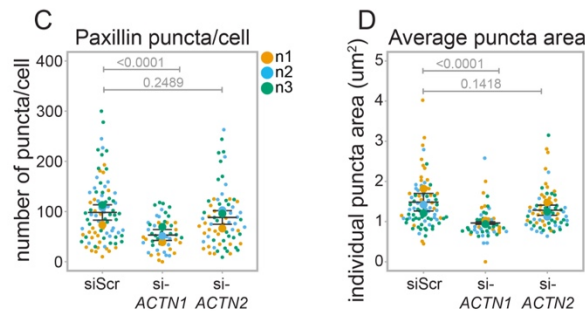 C Paxillin puncta/cell
n1
n2
n3
number of puncta/cell
400
300
200
100
0
<0.0001
0.2489
siScr
si-
ACTN1
si-
ACTN2
D Average puncta area
individual puncta area (um²)
5
4
3
2
1
0
<0.0001
0.1418
siScr
si-
ACTN1
si-
ACTN2